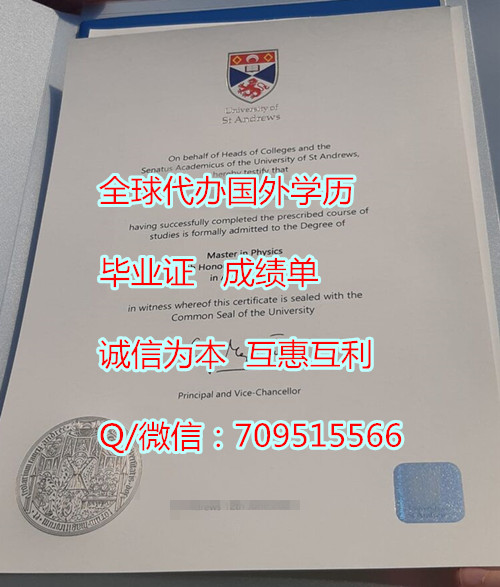 University of
St Andrews
On behalf of Heads of Colleges and the
Senatus Academicus of the University of St Andrews,
hereby testify that
全球代办国外学历
having successfully completed the prescribed course of
studies is formally admitted to the Degree of
Master in Physics
毕业证 成绩单
in witness whereof this certificate is sealed with the
Common Seal of the University
诚信为本 互惠互利
Principal and Vice-Chancellor
Q/微信：709515566